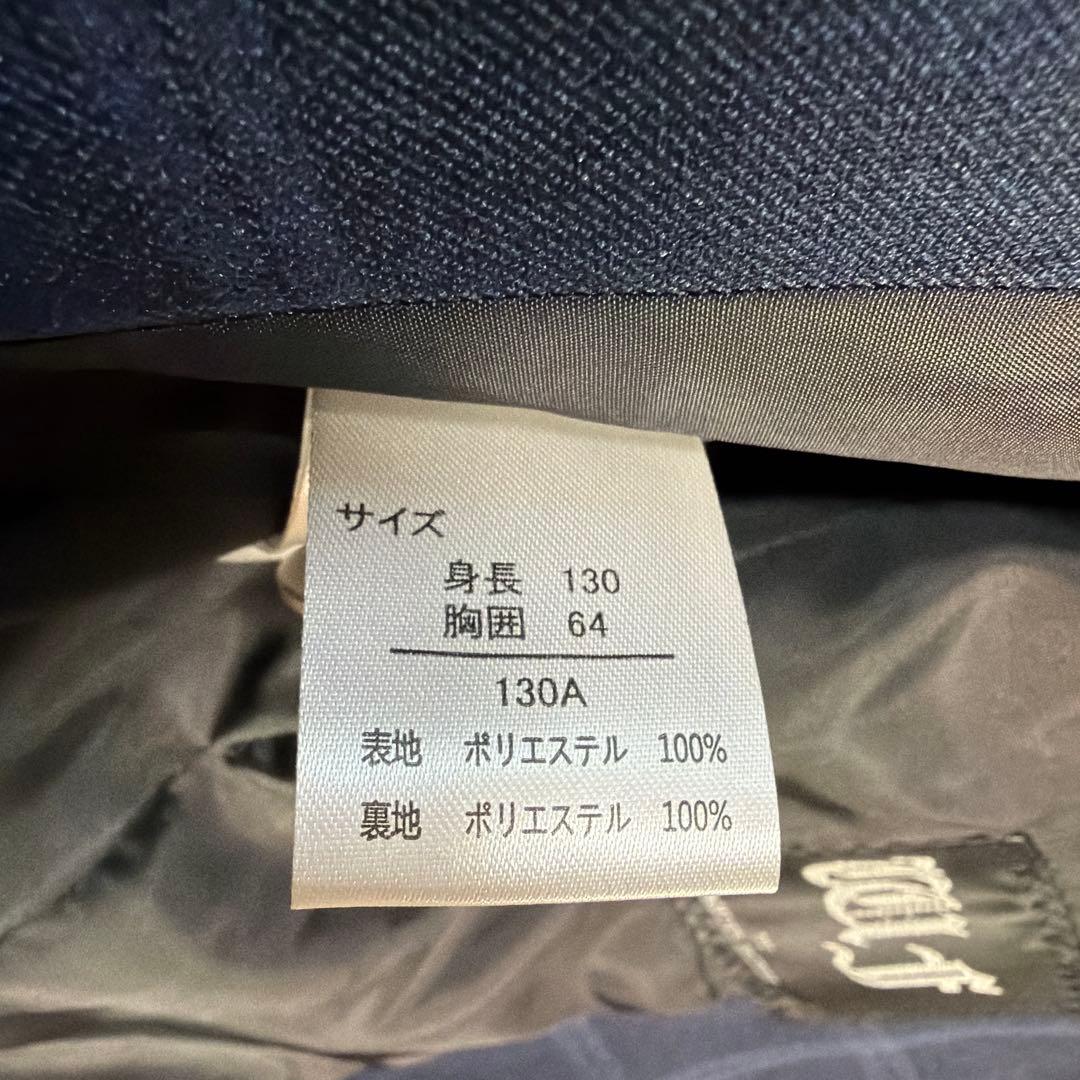 サイズ
身長 130
胸囲 64
130A
表地 ポリエステル 100%
裏地 ポリエステル 100%